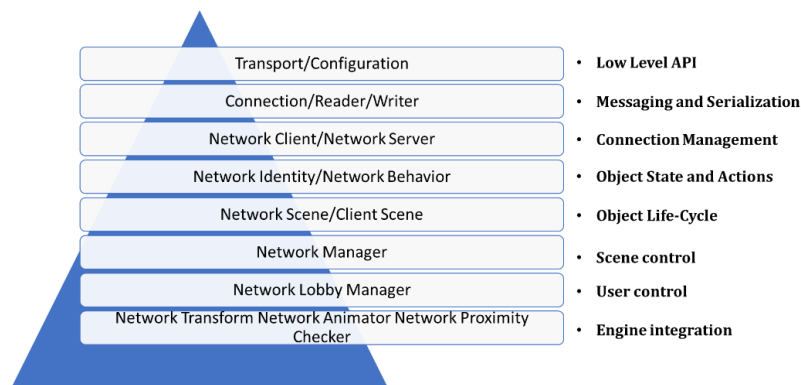 Transport/Configuration
• Low Level API
Connection/Reader/Writer
• Messaging and Serialization
Network Client/Network Server
• Connection Management
Network Identity/Network Behavior
• Object State and Actions
Network Scene/Client Scene
• Object Life-Cycle
Network Manager
• Scene control
Network Lobby Manager
• User control
Network Transform Network Animator Network Proximity
Checker
• Engine integration